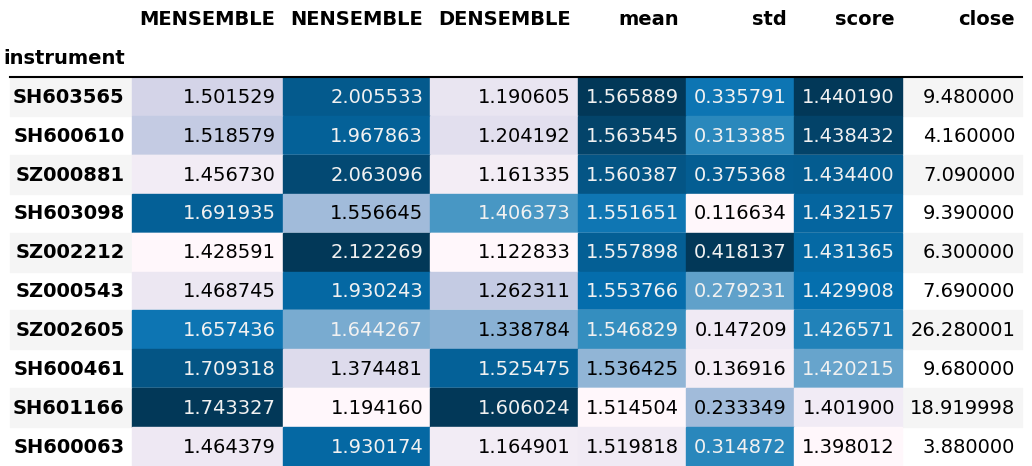 MENSEMBLE NENSEMBLE DENSEMBLE mean std score close
instrument
SH603565 1.501529 2.005533 1.190605 1.565889 0.335791 1.440190 9.480000
SH600610 1.518579 1.967863 1.204192 1.563545 0.313385 1.438432 4.160000
SZ000881 1.456730 2.063096 1.161335 1.560387 0.375368 1.434400 7.090000
SH603098 1.691935 1.556645 1.406373 1.551651 0.116634 1.432157 9.390000
SZ002212 1.428591 2.122269 1.122833 1.557898 0.418137 1.431365 6.300000
SZ000543 1.468745 1.930243 1.262311 1.553766 0.279231 1.429908 7.690000
SZ002605 1.657436 1.644267 1.338784 1.546829 0.147209 1.426571 26.280001
SH600461 1.709318 1.374481 1.525475 1.536425 0.136916 1.420215 9.680000
SH601166 1.743327 1.194160 1.606024 1.514504 0.233349 1.401900 18.919998
SH600063 1.464379 1.930174 1.164901 1.519818 0.314872 1.398012 3.880000